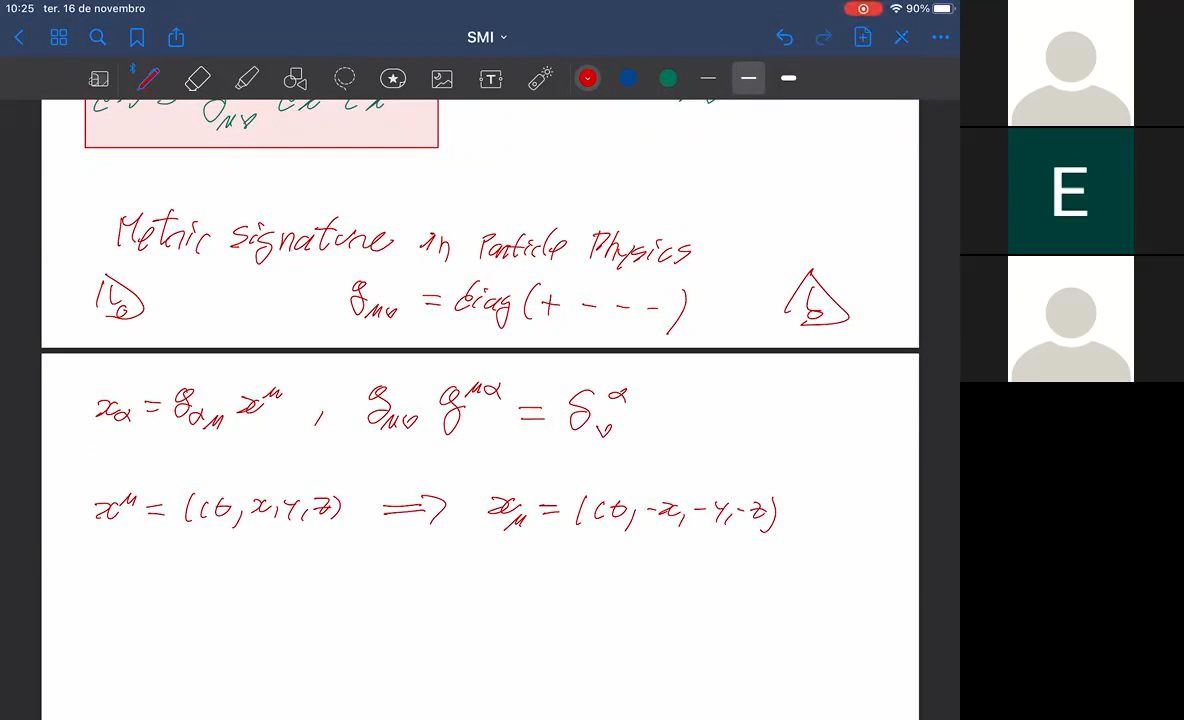 10:25 ter. 16 de novembro 90%
SMI
Metric signature in Particle Physics
g_{μν} = diag(+ - - -)
x_α = g_{αμ} x^μ , g_{μν} g^{μα} = δ_ν^α
x^μ = (ct, x, y, z) ⟹ x_μ = (ct, -x, -y, -z)
E